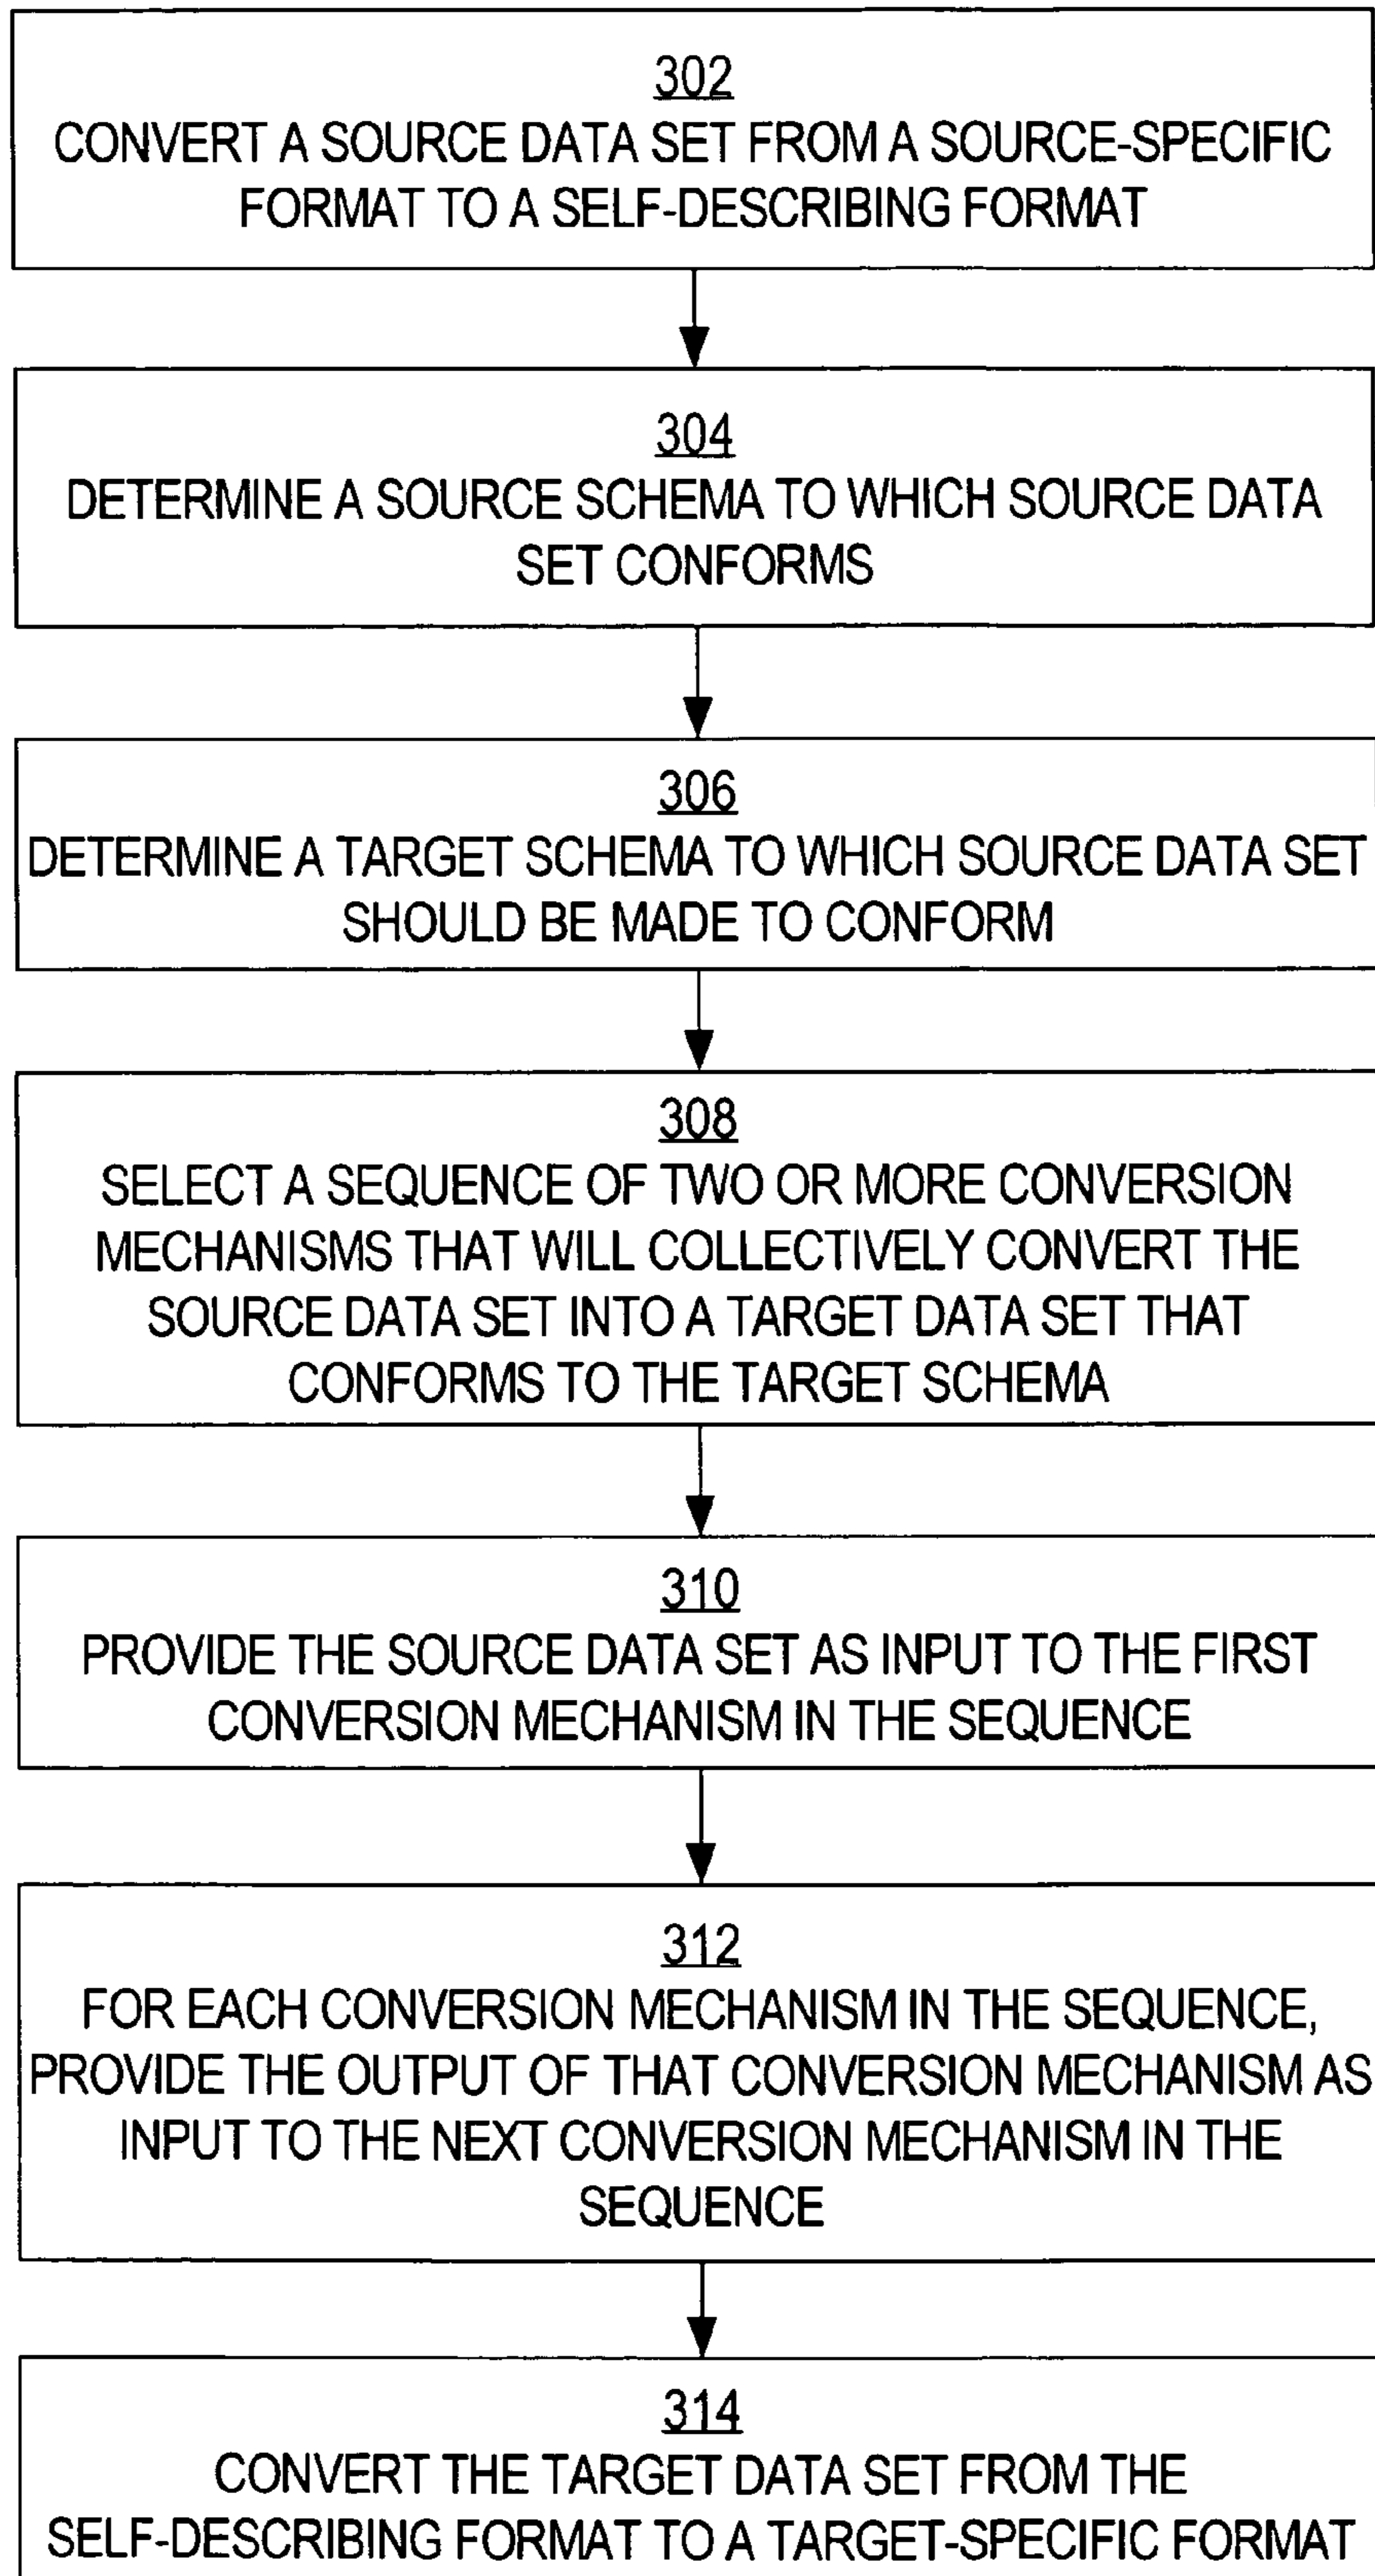 302
CONVERT A SOURCE DATA SET FROM A SOURCE-SPECIFIC
FORMAT TO A SELF-DESCRIBING FORMAT
304
DETERMINE A SOURCE SCHEMA TO WHICH SOURCE DATA
SET CONFORMS
306
DETERMINE A TARGET SCHEMA TO WHICH SOURCE DATA SET
SHOULD BE MADE TO CONFORM
308
SELECT A SEQUENCE OF TWO OR MORE CONVERSION
MECHANISMS THAT WILL COLLECTIVELY CONVERT THE
SOURCE DATA SET INTO A TARGET DATA SET THAT
CONFORMS TO THE TARGET SCHEMA
310
PROVIDE THE SOURCE DATA SET AS INPUT TO THE FIRST
CONVERSION MECHANISM IN THE SEQUENCE
312
FOR EACH CONVERSION MECHANISM IN THE SEQUENCE,
PROVIDE THE OUTPUT OF THAT CONVERSION MECHANISM AS
INPUT TO THE NEXT CONVERSION MECHANISM IN THE
SEQUENCE
314
CONVERT THE TARGET DATA SET FROM THE
SELF-DESCRIBING FORMAT TO A TARGET-SPECIFIC FORMAT